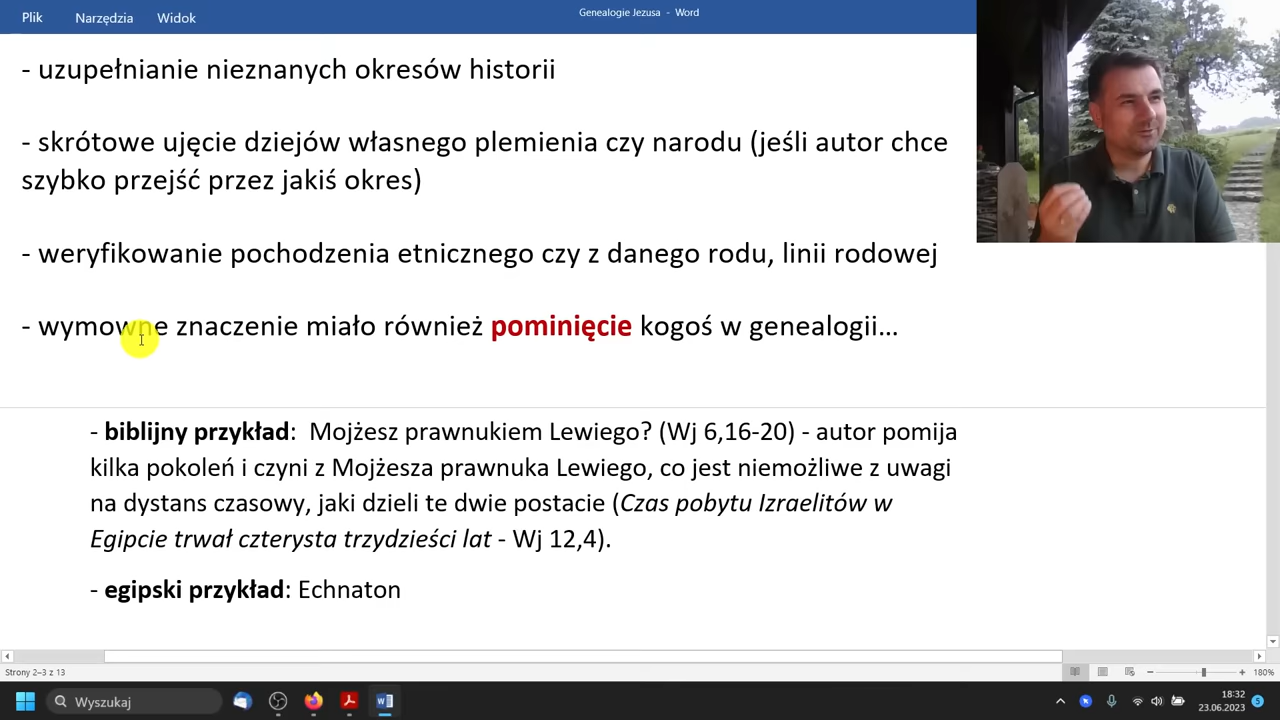 Genealogie Jezusa - Word
Plik Narzędzia Widok
- uzupełnianie nieznanych okresów historii
- skrótowe ujęcie dziejów własnego plemienia czy narodu (jeśli autor chce
szybko przejść przez jakiś okres)
- weryfikowanie pochodzenia etnicznego czy z danego rodu, linii rodowej
- wymowne znaczenie miało również pominięcie kogoś w genealogii...
- biblijny przykład: Mojżesz prawnukiem Lewiego? (Wj 6,16-20) - autor pomija
kilka pokoleń i czyni z Mojżesza prawnuka Lewiego, co jest niemożliwe z uwagi
na dystans czasowy, jaki dzieli te dwie postacie (Czas pobytu Izraelitów w
Egipcie trwał czterysta trzydzieści lat - Wj 12,4).
- egipski przykład: Echnaton
Strony 2-3 z 13
180%
Wyszukaj
18:32
23.06.2023